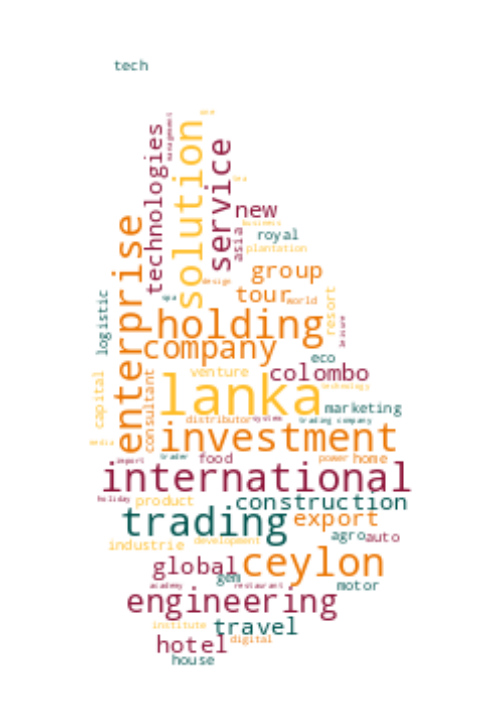 tech
technologies
management
solution
service
new
business
asia
royal
plantation
enterprise
group
design
tour
world
spa
logistic
resort
leisure
holding
company
eco
venture
colombo
technology
capital
consultant
lanka
marketing
distributor
system
trading company
media
investment
import
trader
food
power
home
international
holiday
product
construction
trading
export
agro
auto
industrie
development
global
gem
ceylon
academy
restaurant
motor
engineering
institute
travel
hotel
digital
house